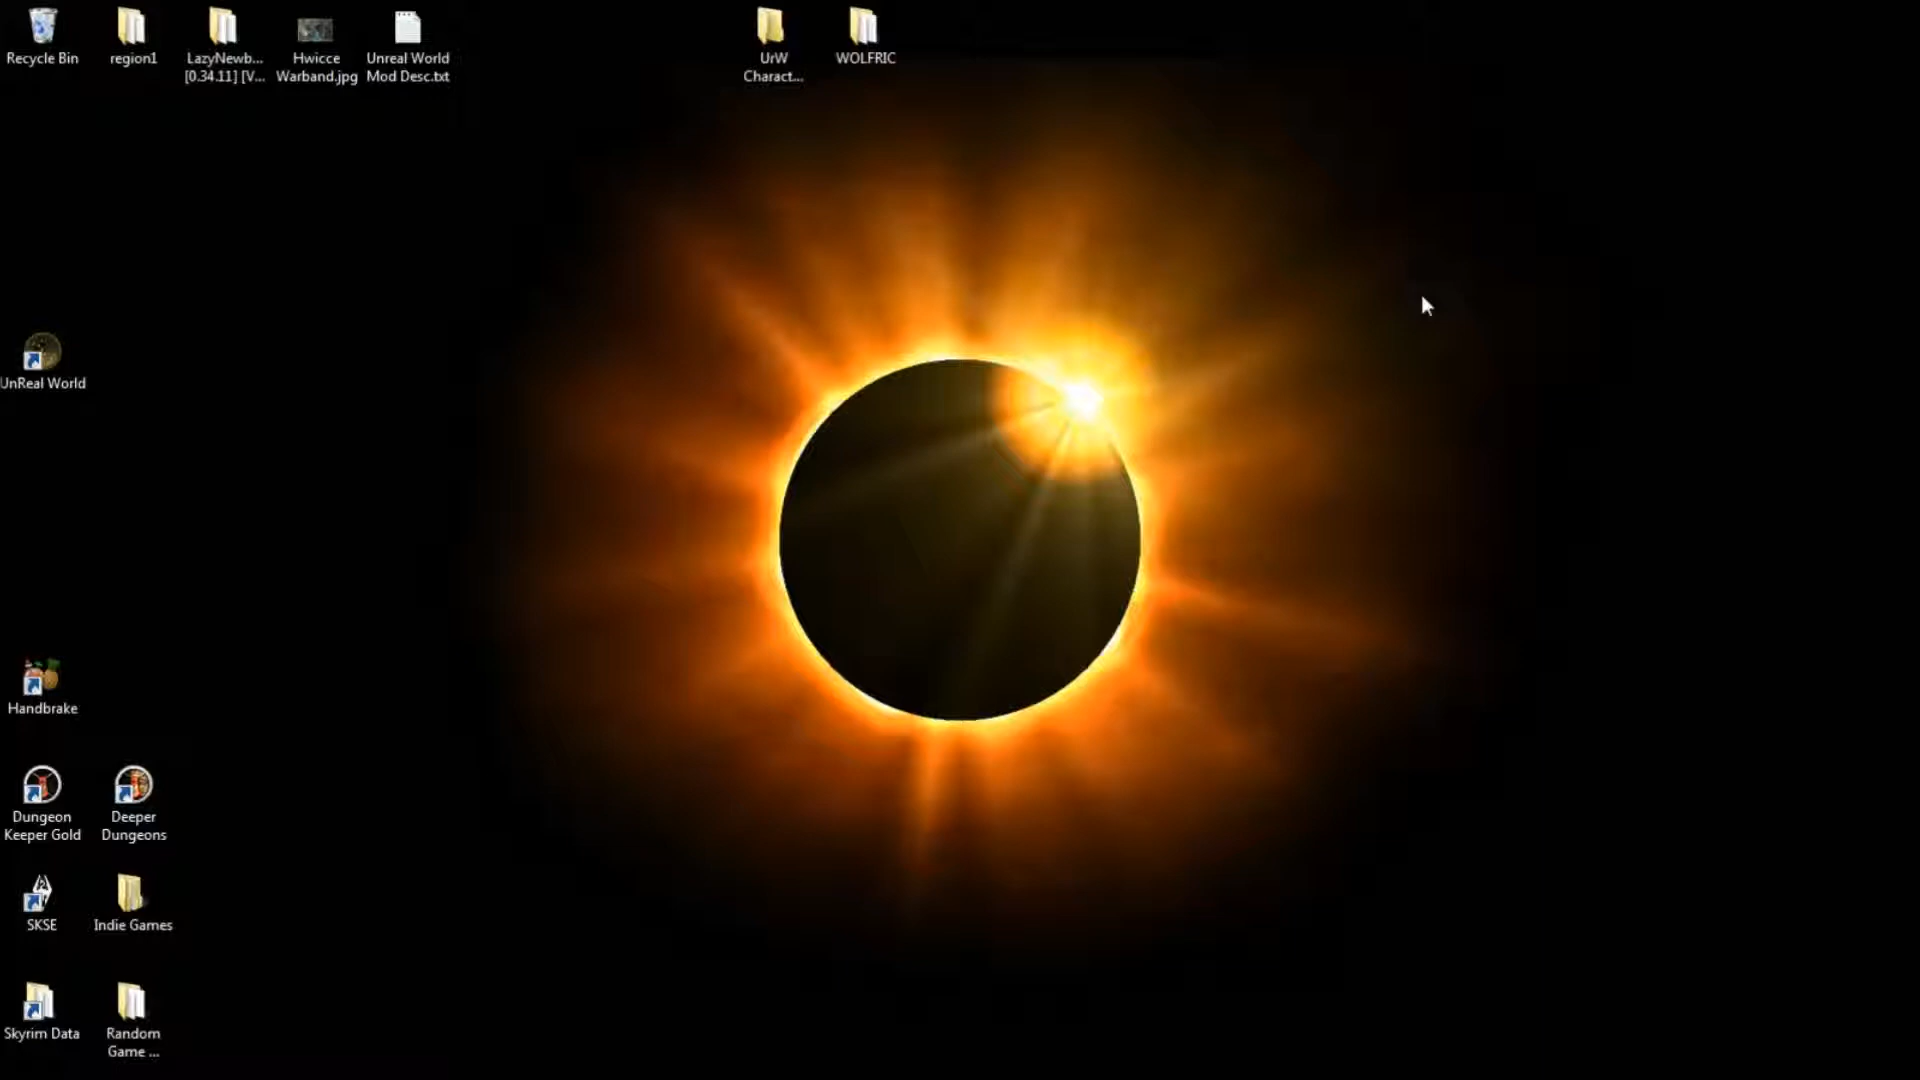 Recycle Bin
region1
LazyNewb...
[0.34.11] [V...
Hwicce
Warband.jpg
Unreal World
Mod Desc.txt
UrW
Charact...
WOLFRIC
UnReal World
Handbrake
Dungeon
Keeper Gold
Deeper
Dungeons
SKSE
Indie Games
Skyrim Data
Random
Game ...